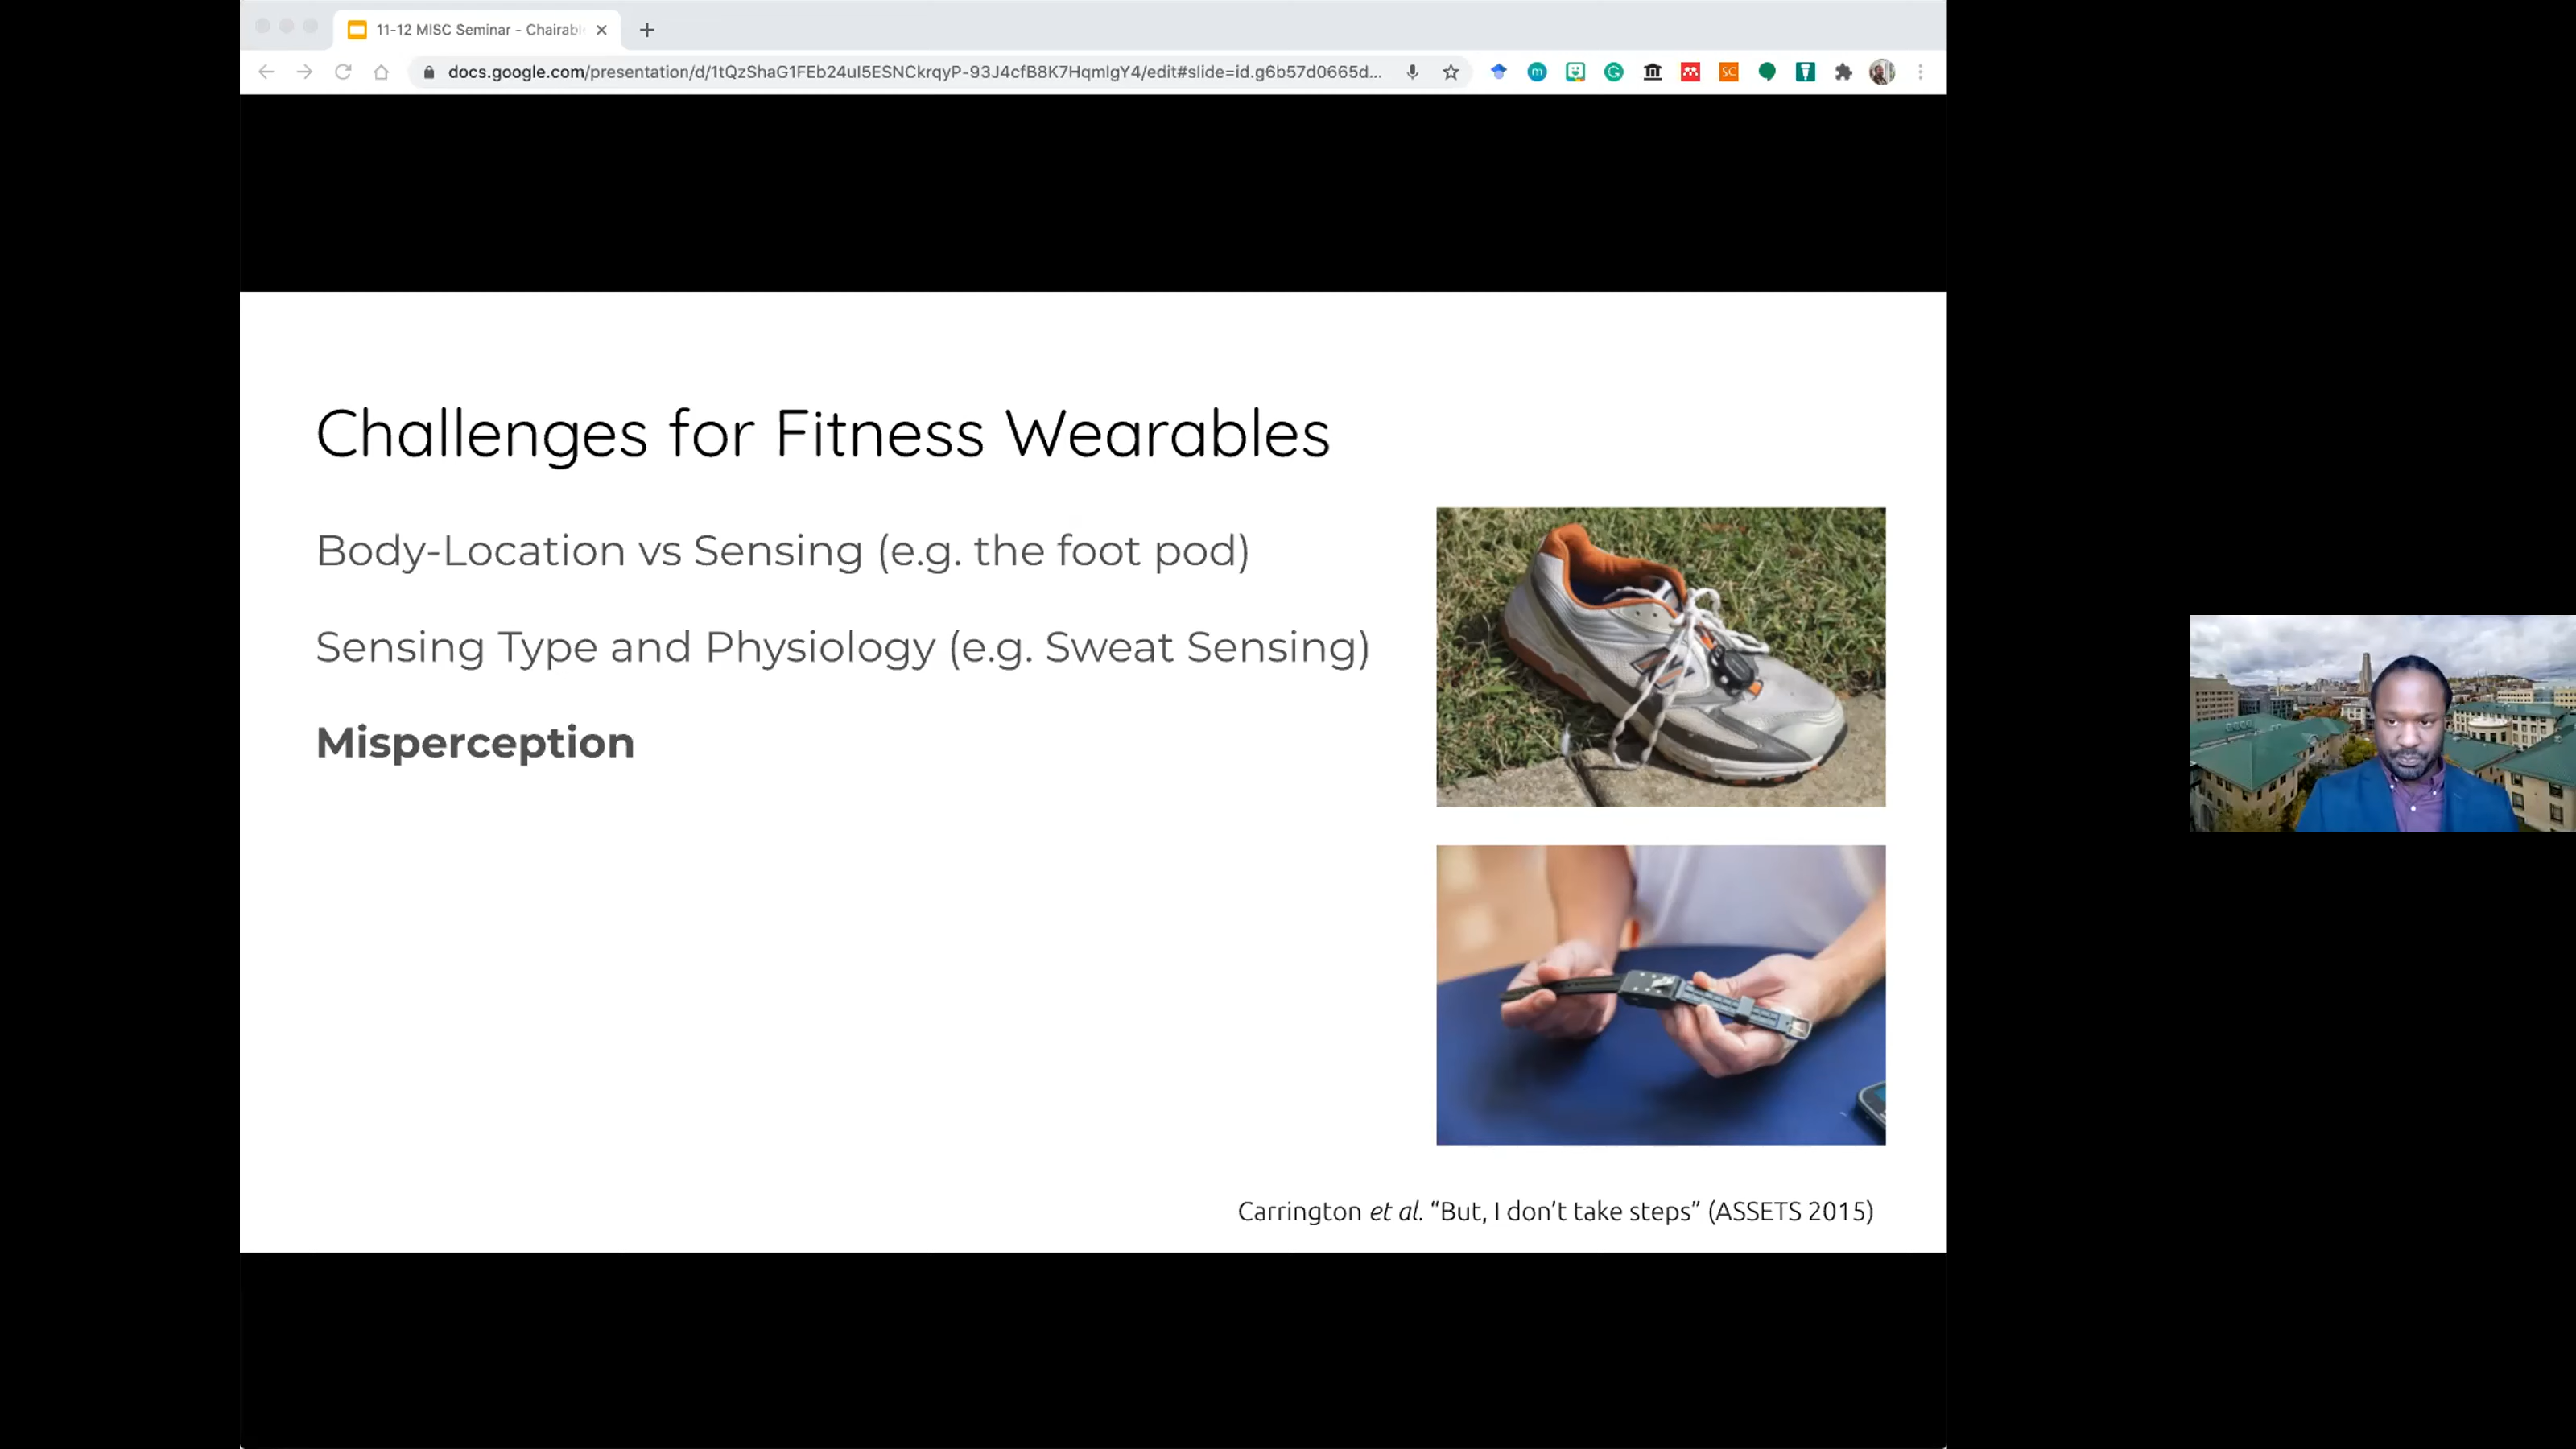 11-12 MISC Seminar - Chairabl
docs.google.com/presentation/d/1tQzShaG1FEb24uI5ESNCkrqyP-93J4cfB8K7HqmlgY4/edit#slide=id.g6b57d0665d...
m
SC
Challenges for Fitness Wearables
Body-Location vs Sensing (e.g. the foot pod)
Sensing Type and Physiology (e.g. Sweat Sensing)
Misperception
Carrington et al. “But, I don’t take steps” (ASSETS 2015)